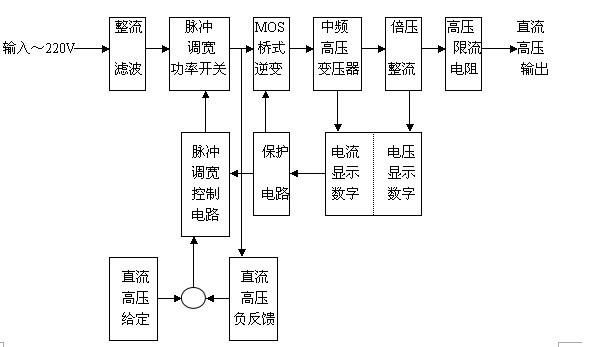 输入～220V
整流
滤波
脉冲
调宽
功率开关
MOS
桥式
逆变
中频
高压
变压器
倍压
整流
高压
限流
电阻
直流
高压
输出
脉冲
调宽
控制
电路
保护
电路
电流
显示
数字
电压
显示
数字
直流
高压
给定
直流
高压
负反馈